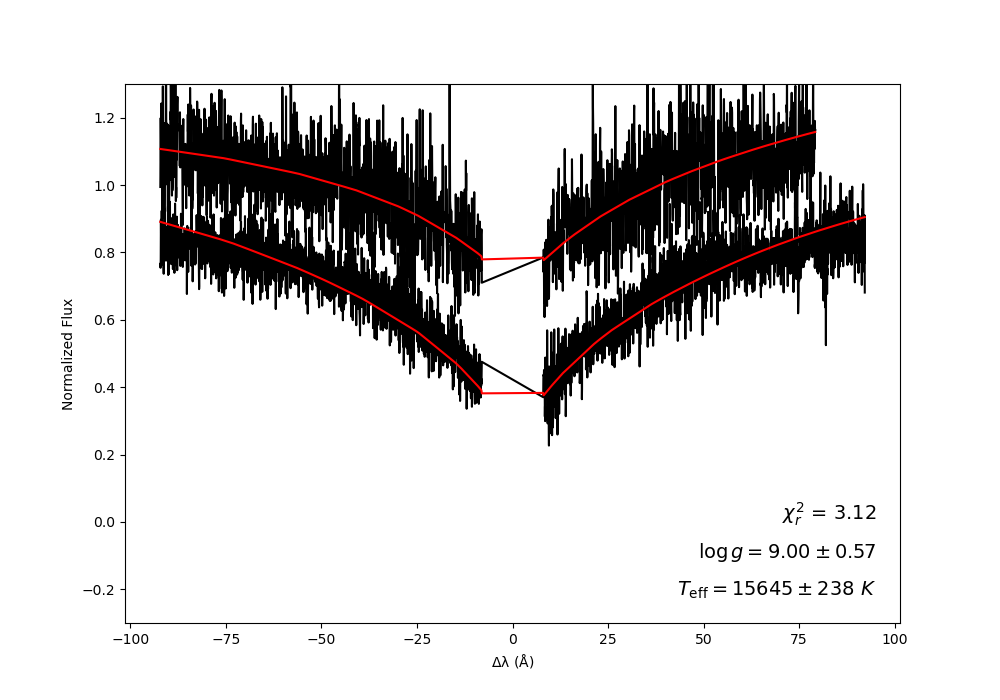 1.2
1.0
0.8
0.6
0.4
0.2
0.0
−0.2
Normalized Flux
χ²ᵣ = 3.12
log g = 9.00 ± 0.57
T_eff = 15645 ± 238 K
−100 −75 −50 −25 0 25 50 75 100
Δλ (Å)